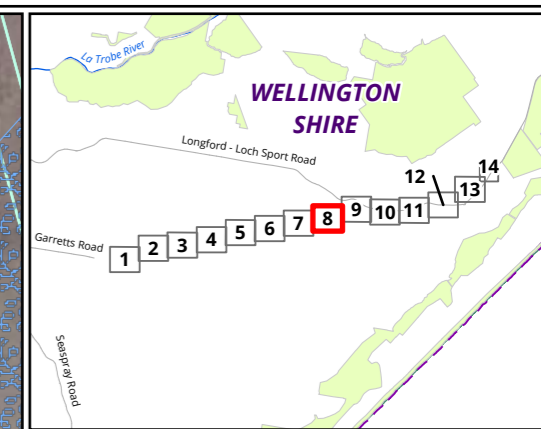 La Trobe River
WELLINGTON
SHIRE
Longford - Loch Sport Road
14
12
13
9
10
11
8
7
6
5
4
3
2
1
Garretts Road
Seaspray Road